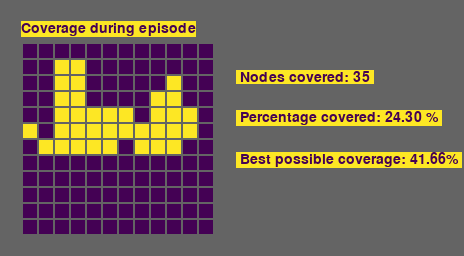 Coverage during episode
Nodes covered: 35
Percentage covered: 24.30 %
Best possible coverage: 41.66%